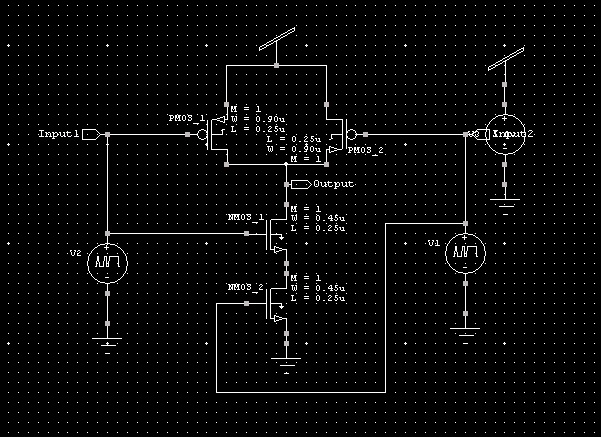 PMOS_1
M = 1
W = 0.90u
L = 0.25u
Input1
L = 0.25u
W = 0.90u
M = 1
PMOS_2
Input2
Output
NMOS_1
M = 1
W = 0.45u
L = 0.25u
V2
V1
NMOS_2
M = 1
W = 0.45u
L = 0.25u